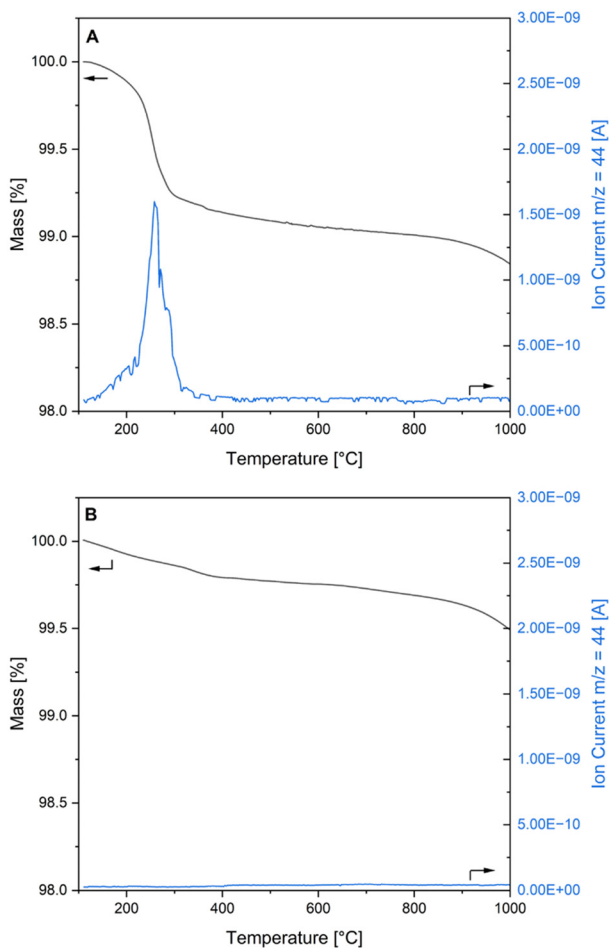 A
Mass [%]
100.0
99.5
99.0
98.5
98.0
3.00E−09
2.50E−09
2.00E−09
1.50E−09
1.00E−09
5.00E−10
0.00E+00
Ion Current m/z = 44 [A]
200 400 600 800 1000
Temperature [°C]
B
Mass [%]
100.0
99.5
99.0
98.5
98.0
3.00E−09
2.50E−09
2.00E−09
1.50E−09
1.00E−09
5.00E−10
0.00E+00
Ion Current m/z = 44 [A]
200 400 600 800 1000
Temperature [°C]